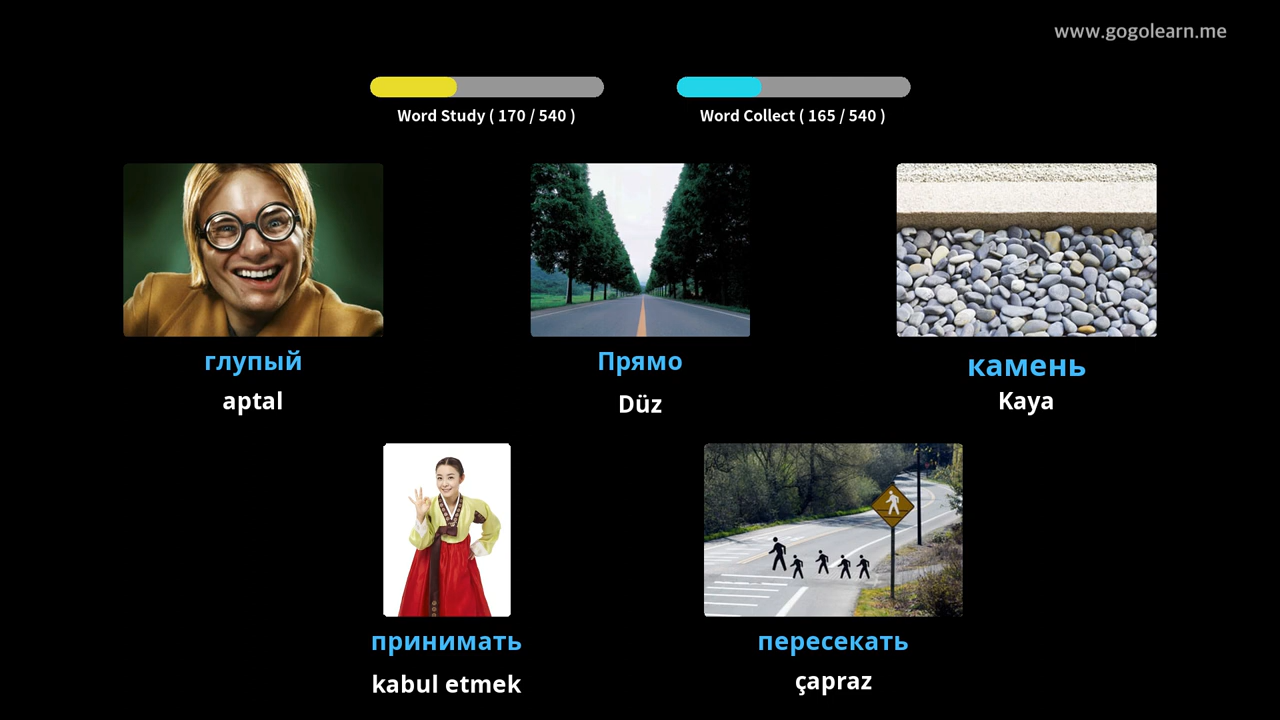 www.gogolearn.me
Word Study ( 170 / 540 )
Word Collect ( 165 / 540 )
глупый
aptal
Прямо
Düz
камень
Kaya
принимать
kabul etmek
пересекать
çapraz